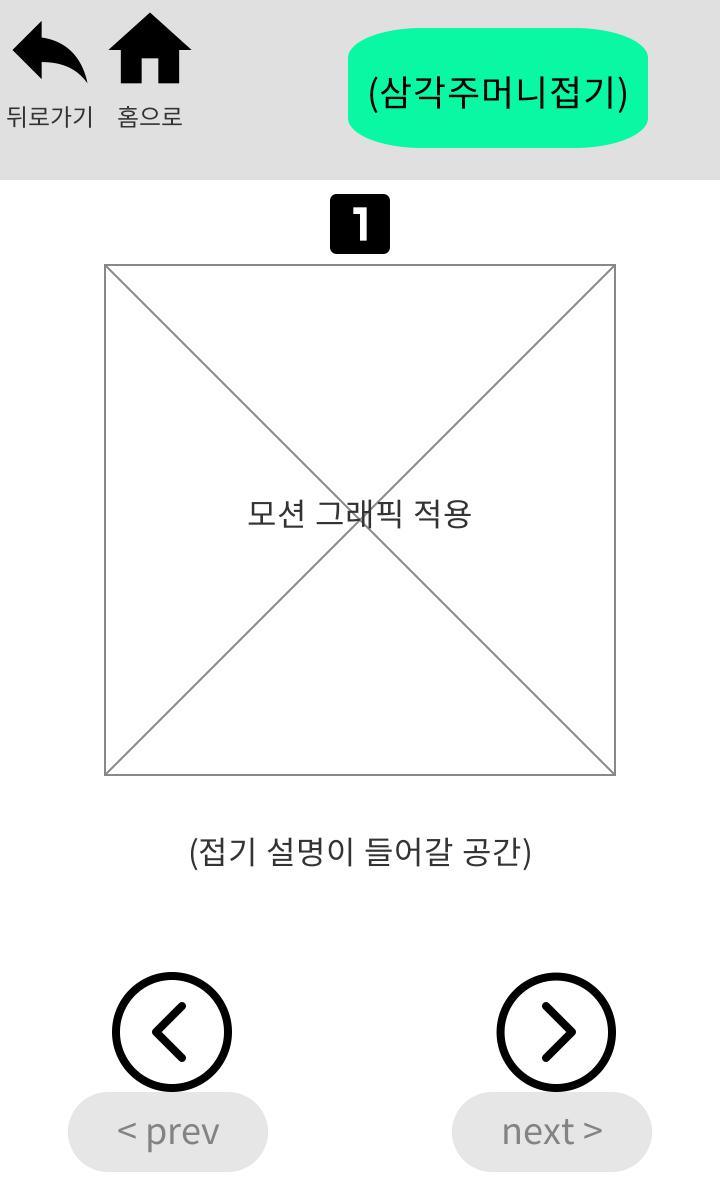 뒤로가기 홈으로
(삼각주머니접기)
1
모션 그래픽 적용
(접기 설명이 들어갈 공간)
< prev
next >